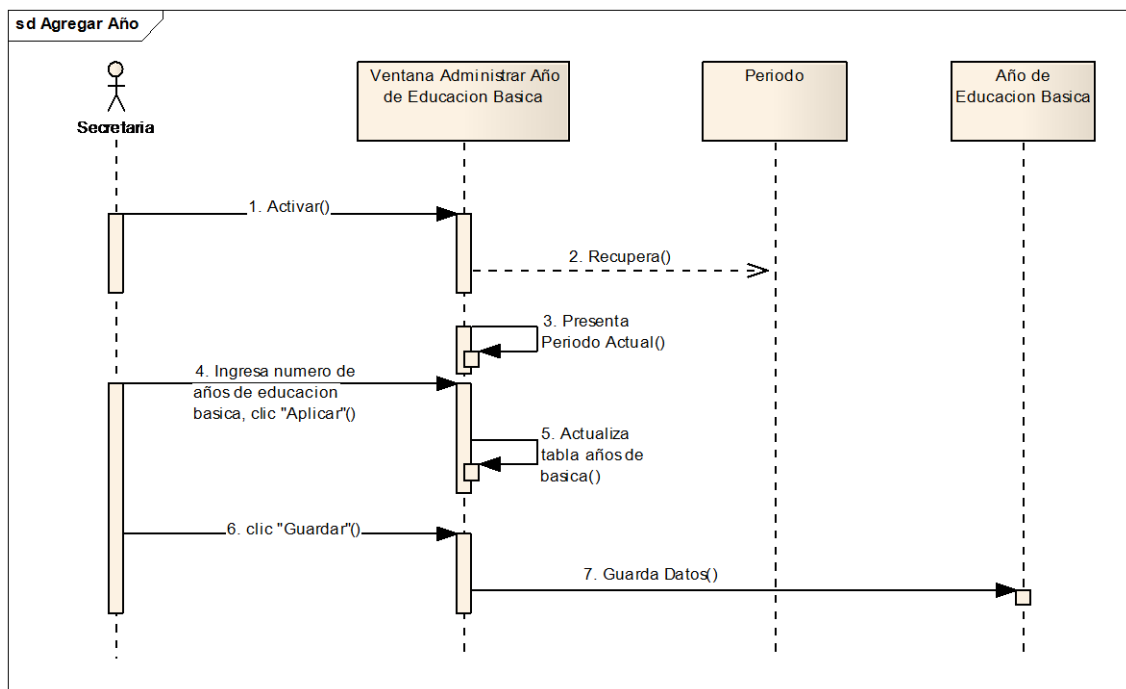 sd Agregar Año
Secretaria
Ventana Administrar Año
de Educacion Basica
Periodo
Año de
Educacion Basica
1. Activar()
2. Recupera()
3. Presenta
Periodo Actual()
4. Ingresa numero de
años de educacion
basica, clic "Aplicar"()
5. Actualiza
tabla años de
basica()
6. clic "Guardar"()
7. Guarda Datos()